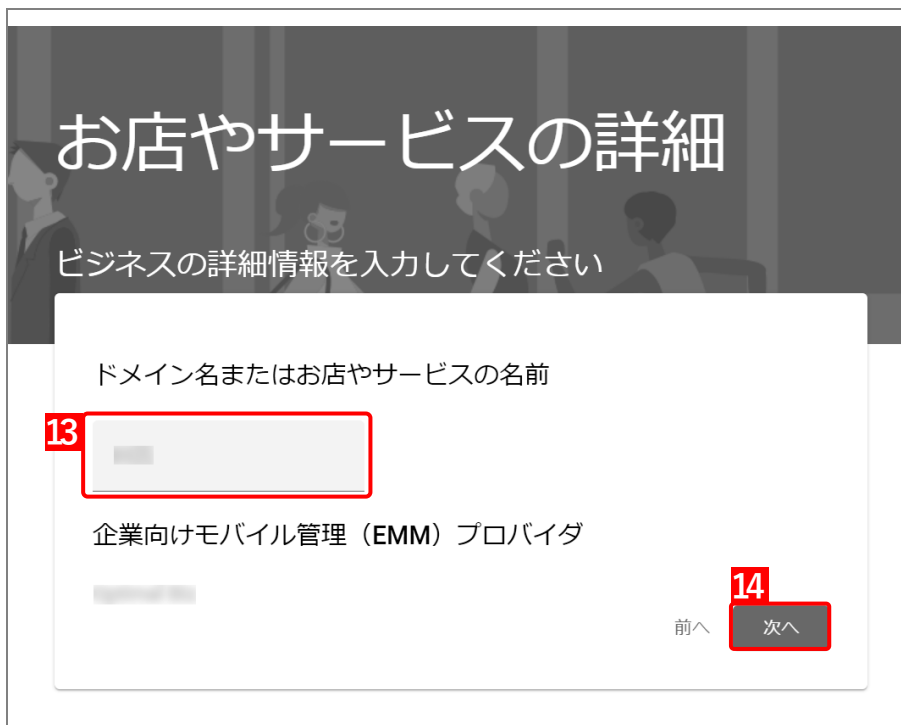 お店やサービスの詳細
ビジネスの詳細情報を入力してください
ドメイン名またはお店やサービスの名前
13
企業向けモバイル管理（EMM）プロバイダ
14
前へ 次へ